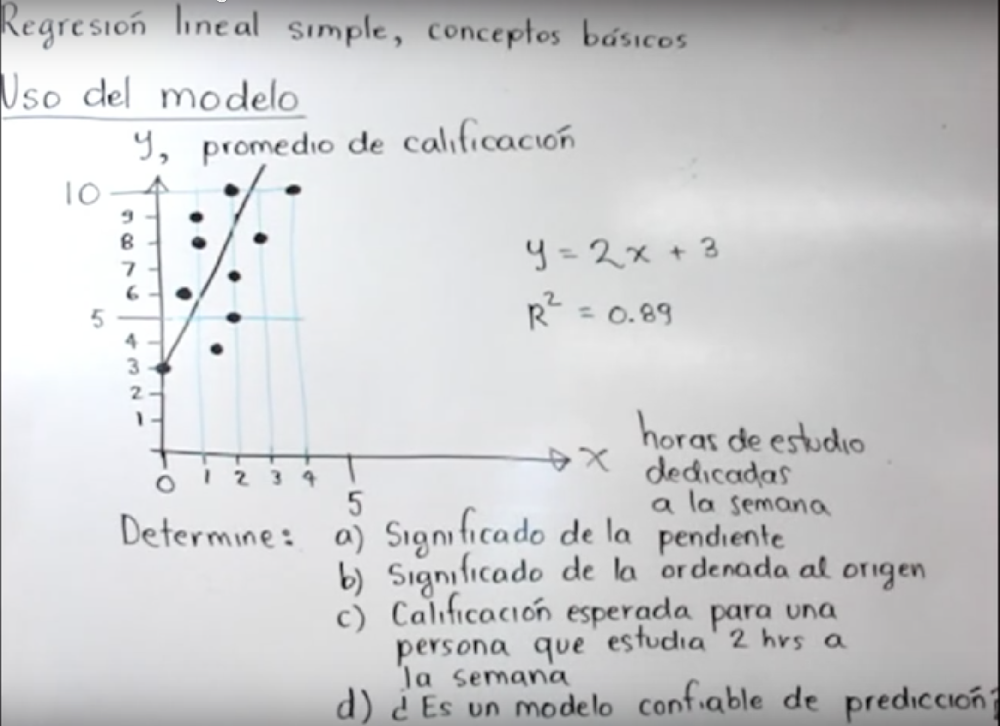 Regresión lineal simple, conceptos básicos
Uso del modelo
y, promedio de calificación
10
9
8
7
6
5
4
3
2
1
y = 2x + 3
R² = 0.89
0 1 2 3 4
5
x
horas de estudio
dedicadas
a la semana
Determine: a) Significado de la pendiente
b) Significado de la ordenada al origen
c) Calificación esperada para una
persona que estudia 2 hrs a
la semana
d) ¿Es un modelo confiable de predicción?